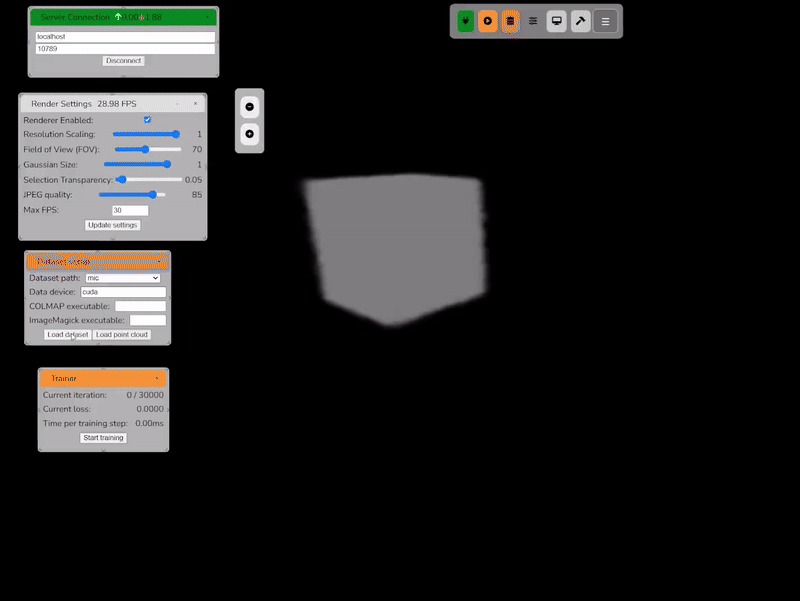 Server Connection
localhost
10789
Disconnect
Render Settings 28.98 FPS
Renderer Enabled:
Resolution Scaling: 1
Field of View (FOV): 70
Gaussian Size: 1
Selection Transparency: 0.05
JPEG quality: 85
Max FPS: 30
Update settings
Dataset path: mic
Data device: cuda
COLMAP executable:
ImageMagick executable:
Load dataset Load point cloud
Trainer
Current iteration: 0 / 30000
Current loss: 0.0000
Time per training step: 0.00ms
Start training